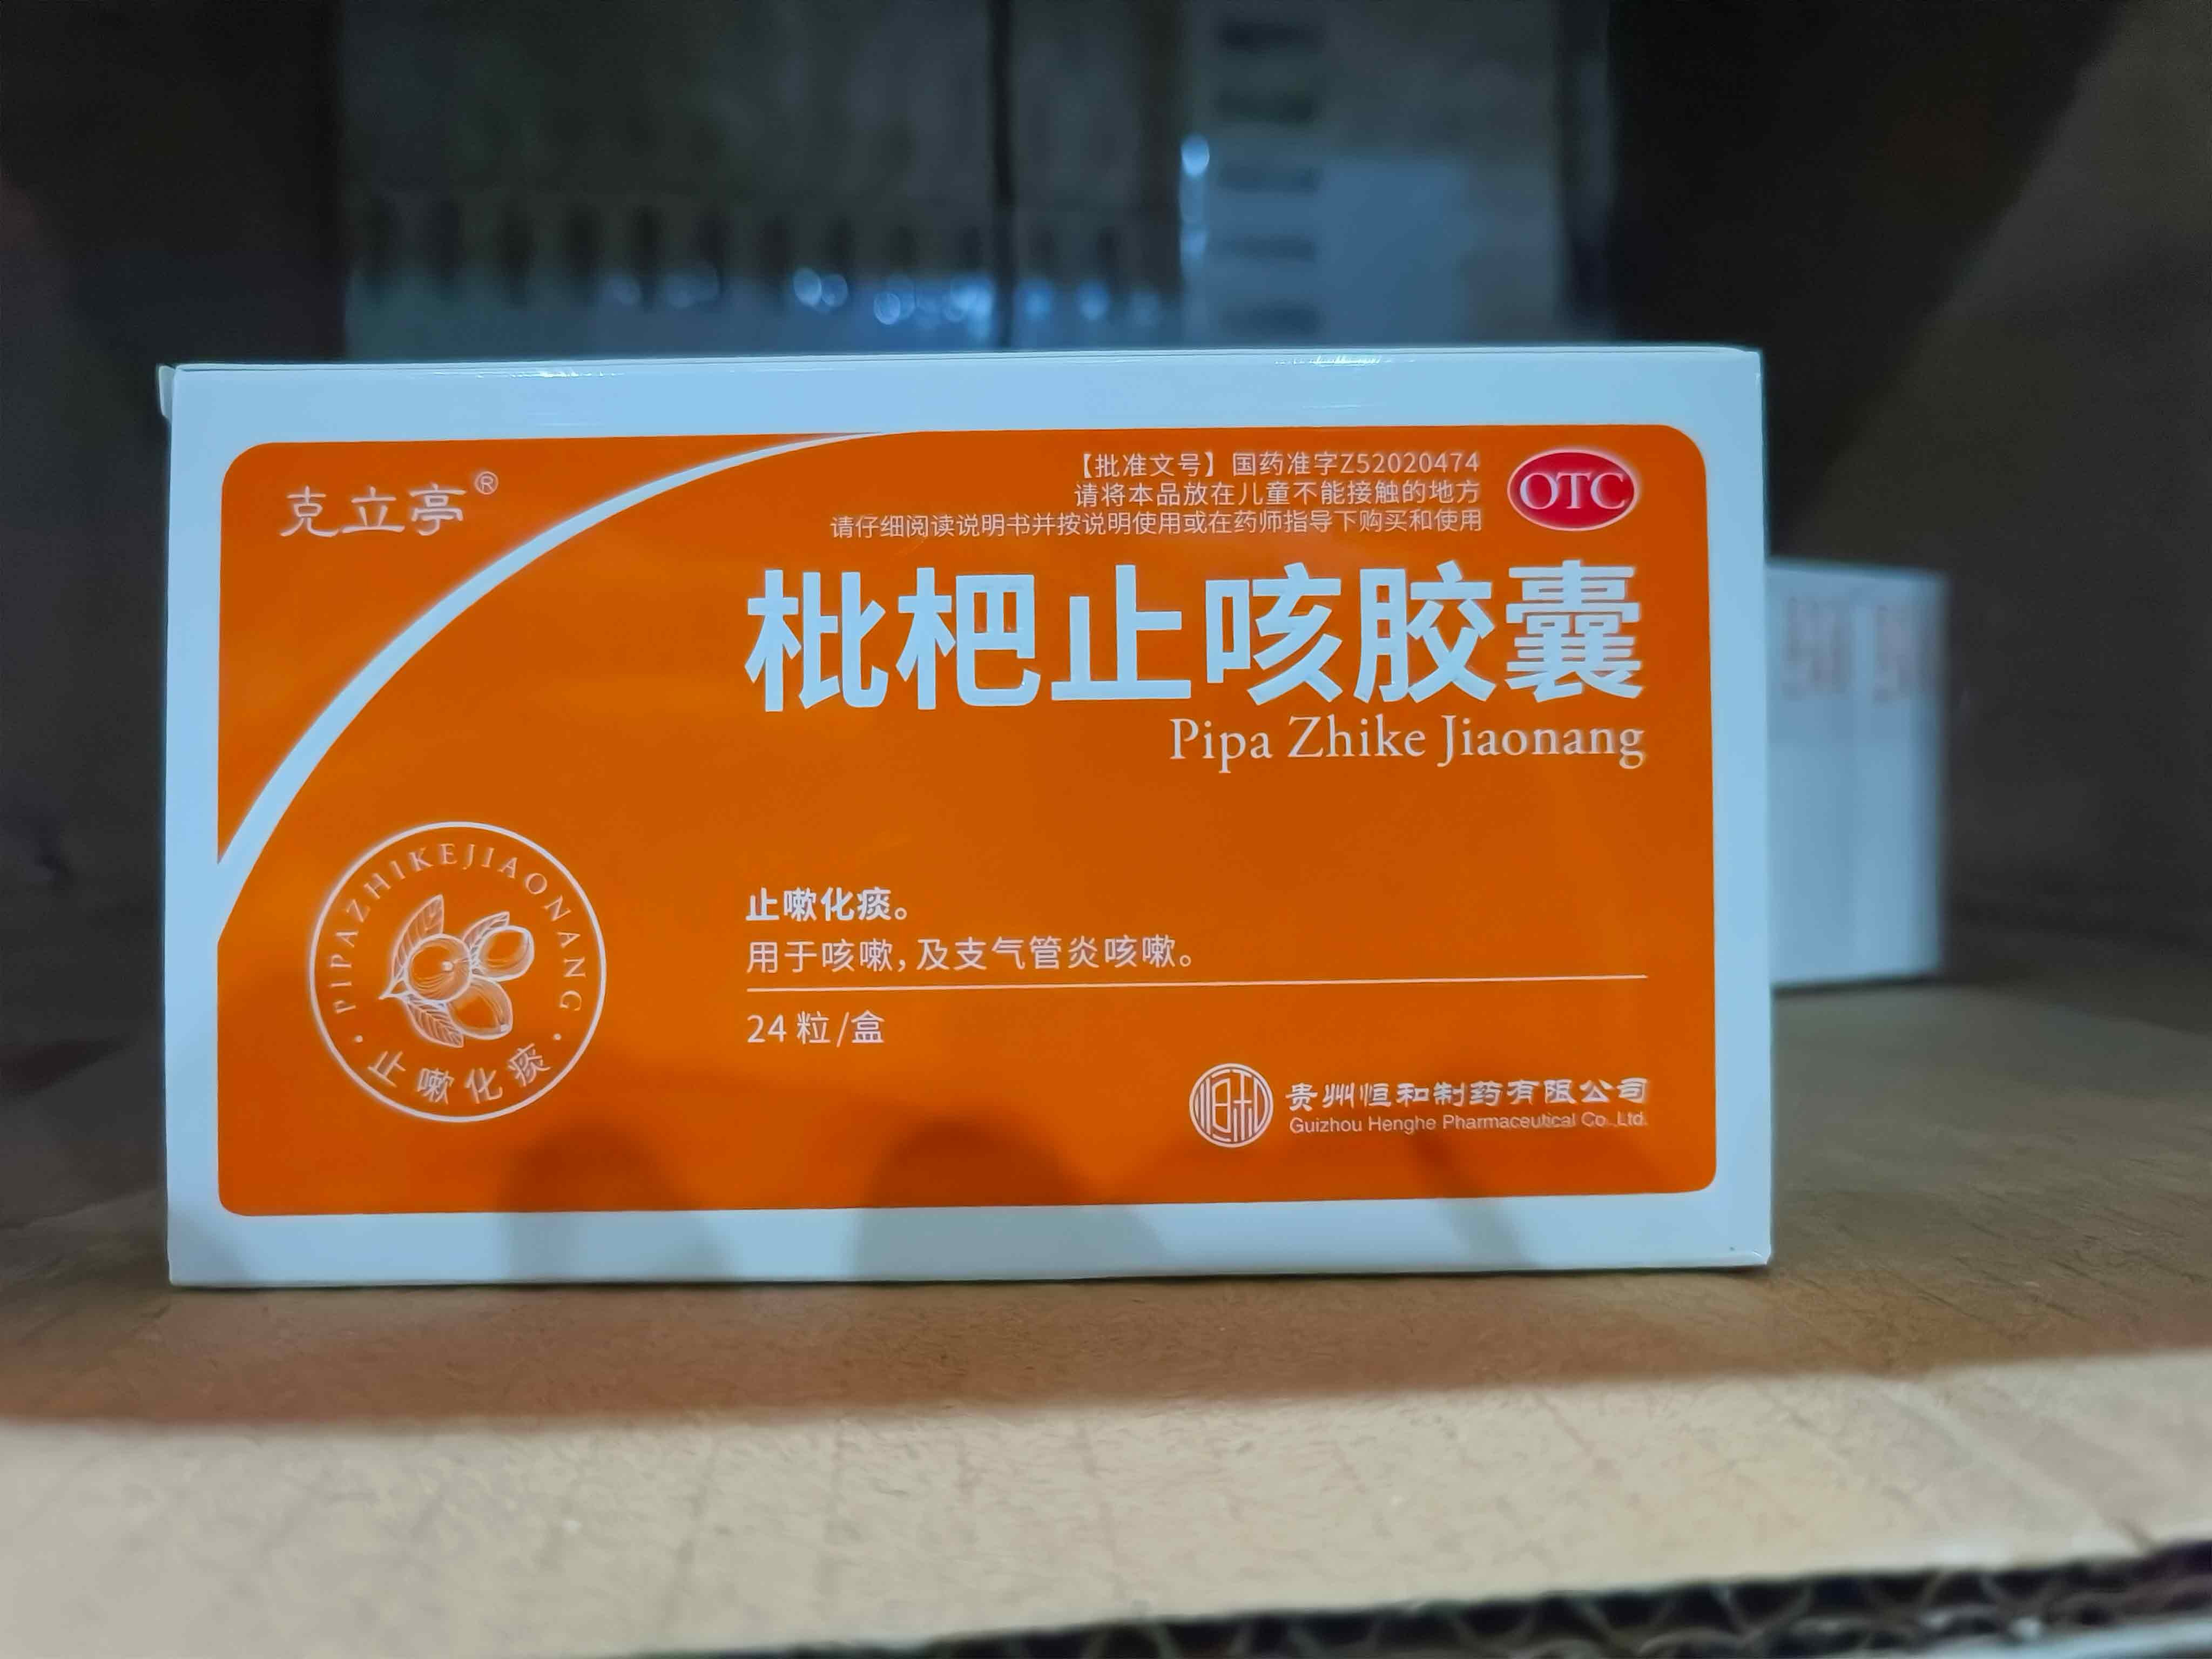 克立亭®
【批准文号】国药准字Z52020474
请将本品放在儿童不能接触的地方
请仔细阅读说明书并按说明使用或在药师指导下购买和使用
OTC
枇杷止咳胶囊
Pipa Zhike Jiaonang
PIPAZHIKEJIAONANG
·止嗽化痰·
止嗽化痰。
用于咳嗽,及支气管炎咳嗽。
24粒/盒
恒和
贵州恒和制药有限公司
Guizhou Henghe Pharmaceutical Co.,Ltd.